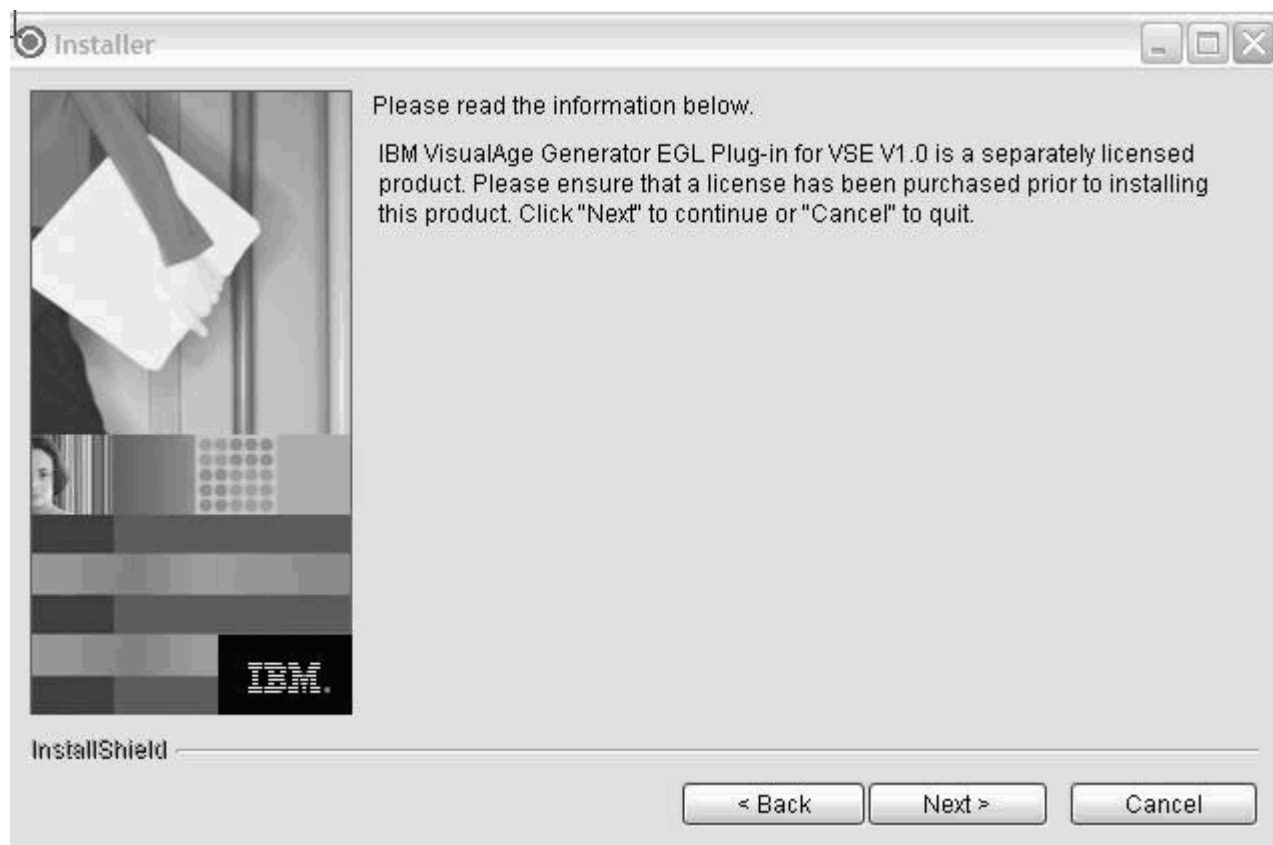 Installer
Please read the information below.
IBM VisualAge Generator EGL Plug-in for VSE V1.0 is a separately licensed
product. Please ensure that a license has been purchased prior to installing
this product. Click "Next" to continue or "Cancel" to quit.
IBM.
InstallShield
< Back
Next >
Cancel